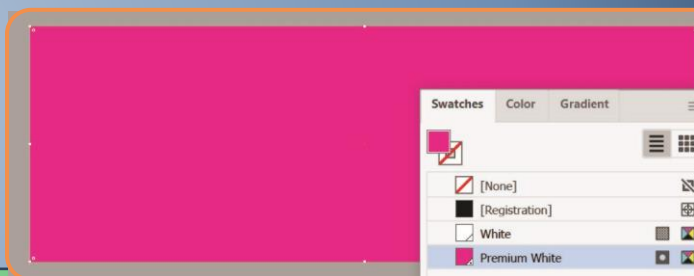 Swatches Color Gradient
[None]
[Registration]
White
Premium White